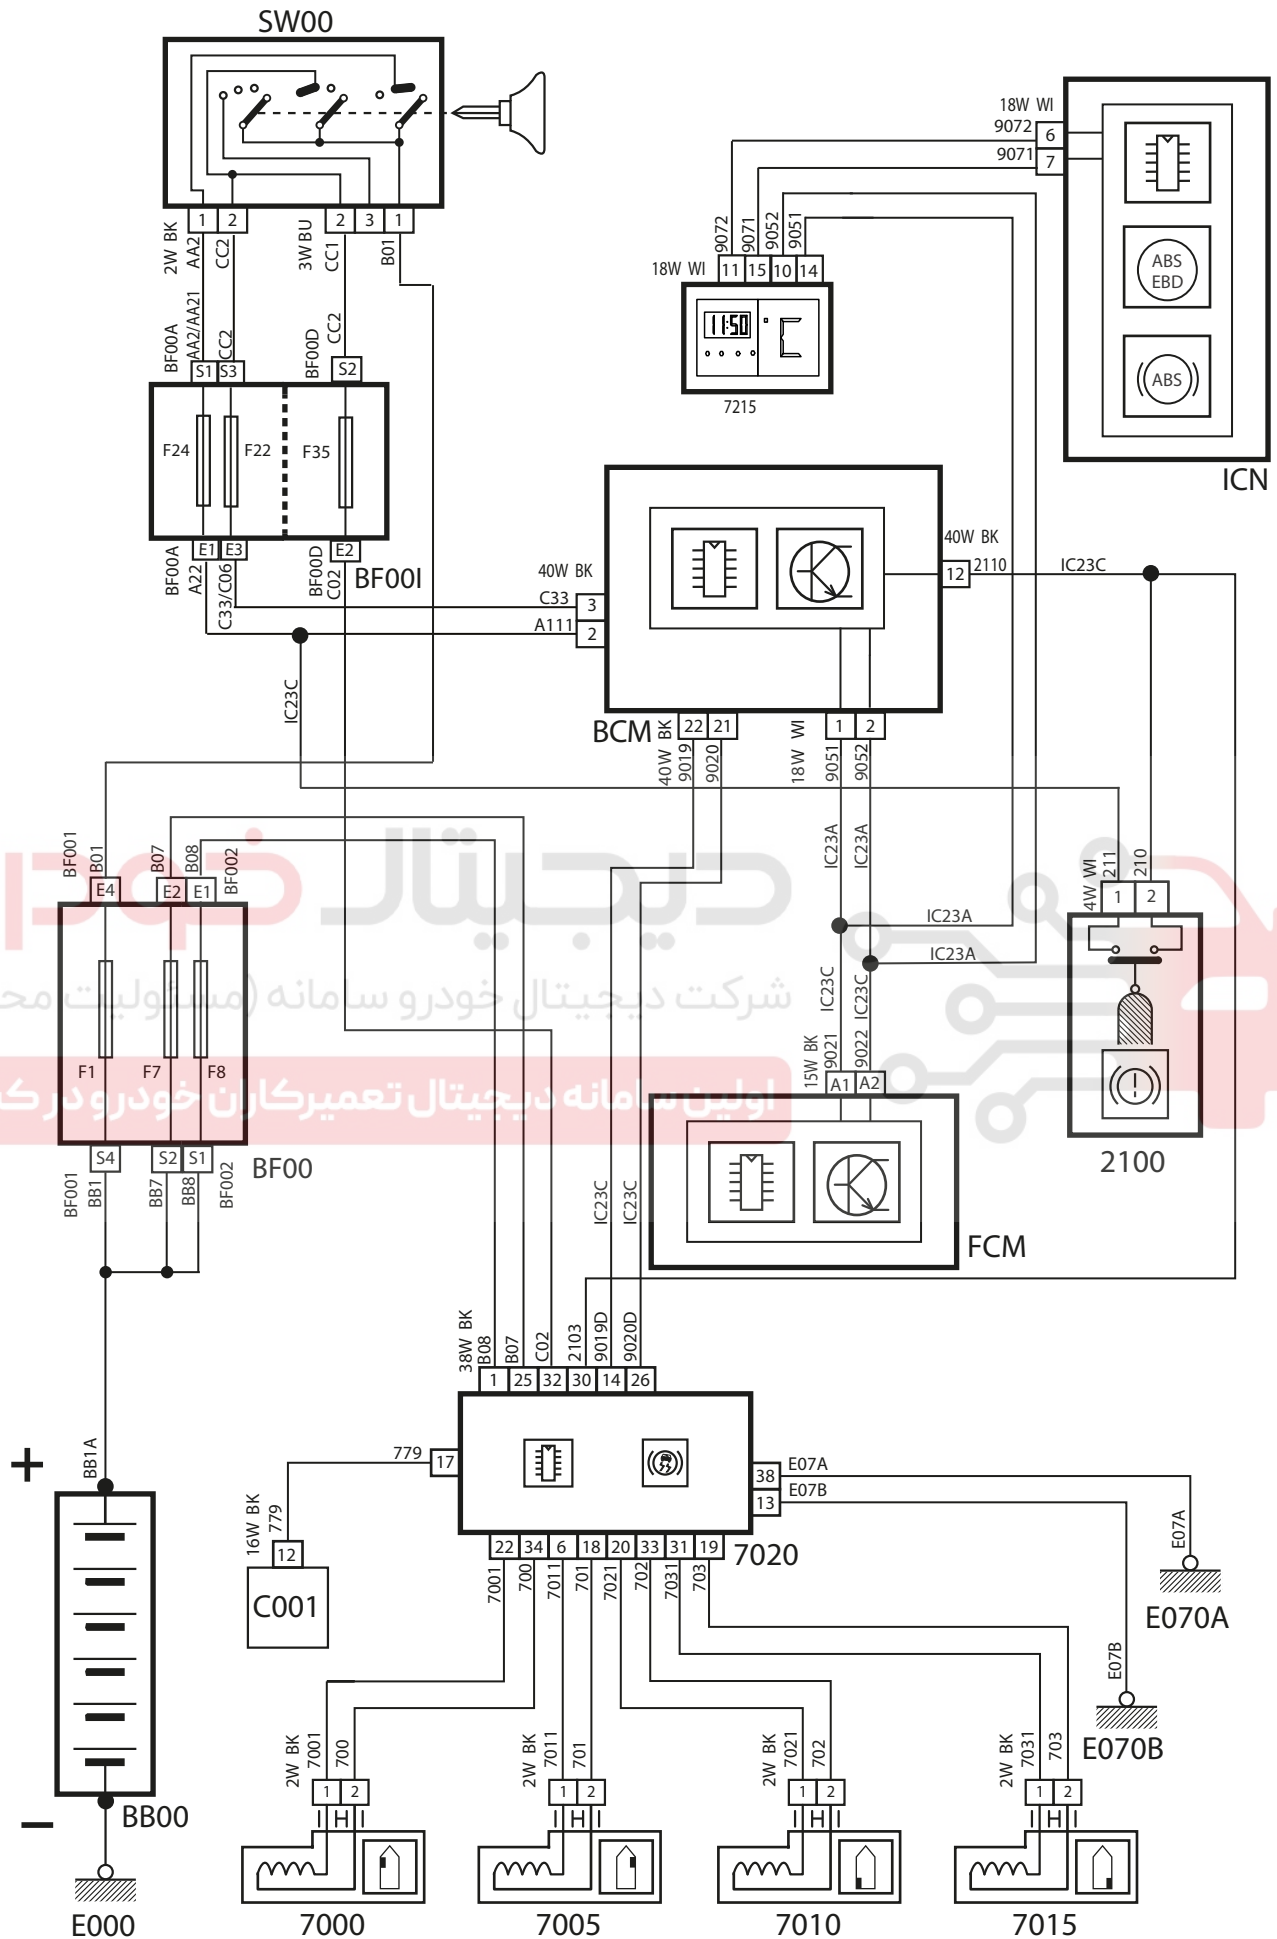 SW00
1 2 2 3 1
2W BK AA2 CC2 3W BU CC1 B01
BF00A AA2/AA21 CC2 BF00D CC2
S1 S3 S2
F24 F22 F35
E1 E3 E2
BF00A A22 C33/C06 BF00D C02 BF00I
18W WI
9072 6
9071 7
ABS
EBD
ABS
ICN
9072 9071 9052 9051
18W WI 11 15 10 14
11:50
7215
40W BK
C33 3
A111 2
40W BK
12 2110 IC23C
IC23C
BCM 22 21 1 2
40W BK 9019 9020 18W WI 9051 9052
IC23A IC23A
IC23A
IC23A
IC23C IC23C
15W BK 9021 9022
A1 A2
FCM
4W WI 211 210
1 2
2100
BF001 B01 B07 B08 BF002
E4 E2 E1
F1 F7 F8
S4 S2 S1
BF001 BB1 BB7 BB8 BF002 BF00
دیجیتال خودرو
شرکت دیجیتال خودرو سامانه (مسئولیت
اولین سامانه دیجیتال تعمیرکاران خودرو در
IC23C IC23C
38W BK B08 B07 C02 2103 9019D 9020D
1 25 32 30 14 26
779 17
38 E07A
13 E07B
22 34 6 18 20 33 31 19 7020
7001 700 7011 701 7021 702 7031 703
16W BK 779
12
C001
E07A
E070A
E07B
E070B
+
BB1A
−
BB00
E000
2W BK 7001 700 2W BK 7011 701 2W BK 7021 702 2W BK 7031 703
1 2 1 2 1 2 1 2
H H H H
7000 7005 7010 7015